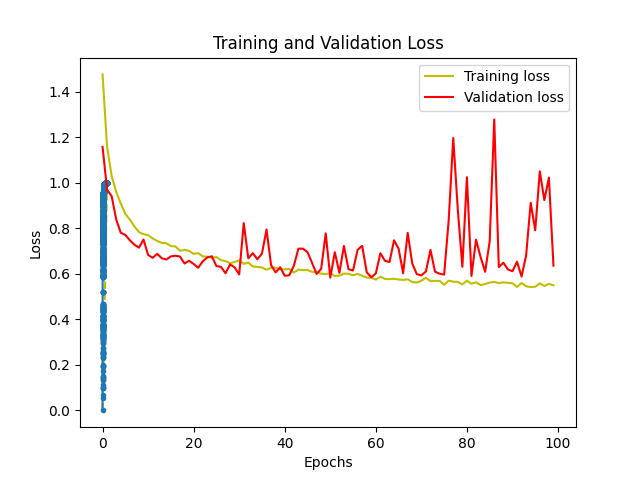 Training and Validation Loss
Training loss
Validation loss
1.4
1.2
1.0
0.8
0.6
0.4
0.2
0.0
Loss
0 20 40 60 80 100
Epochs